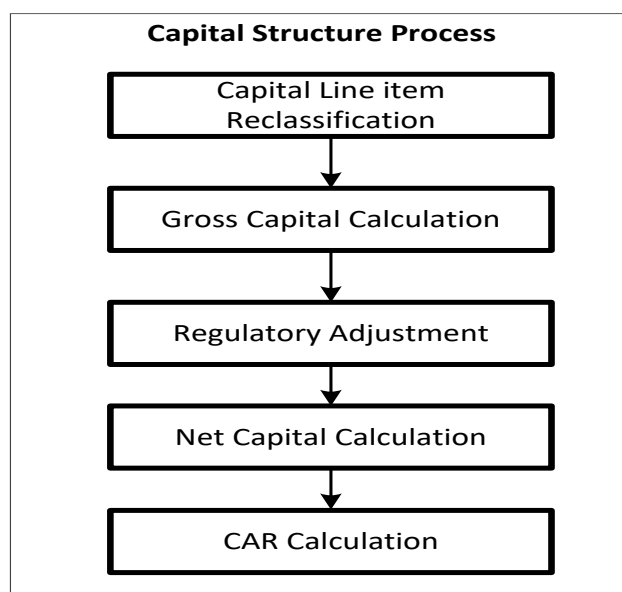 Capital Structure Process
Capital Line item
Reclassification
Gross Capital Calculation
Regulatory Adjustment
Net Capital Calculation
CAR Calculation